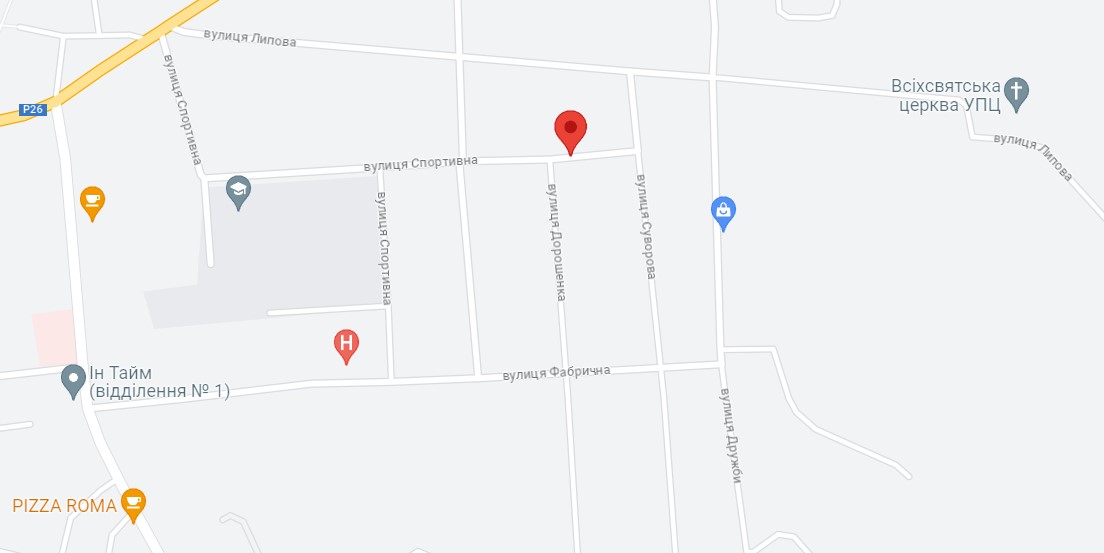 вулиця Липова
вулиця Спортивна
P26
Всіхсвятська
церква УПЦ
вулиця Липова
вулиця Спортивна
вулиця Спортивна
вулиця Дорошенка
вулиця Суворова
H
Ін Тайм
(відділення № 1)
вулиця Фабрична
вулиця Дружби
PIZZA ROMA